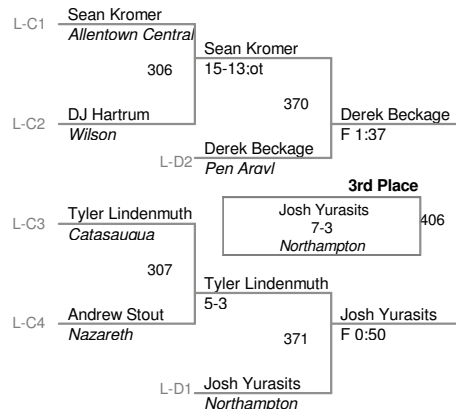 L-C1 Sean Kromer
Allentown Central
Sean Kromer
306
15-13:ot
370
L-C2 DJ Hartrum
Wilson
Derek Beckage
F 1:37
L-D2 Derek Beckage
Pen Argyl
3rd Place
L-C3 Tyler Lindenmuth
Josh Yurasits
406
7-3
Catasauqua
Northampton
307
Tyler Lindenmuth
5-3
L-C4 Andrew Stout
Nazareth
371
Josh Yurasits
F 0:50
L-D1 Josh Yurasits
Northampton